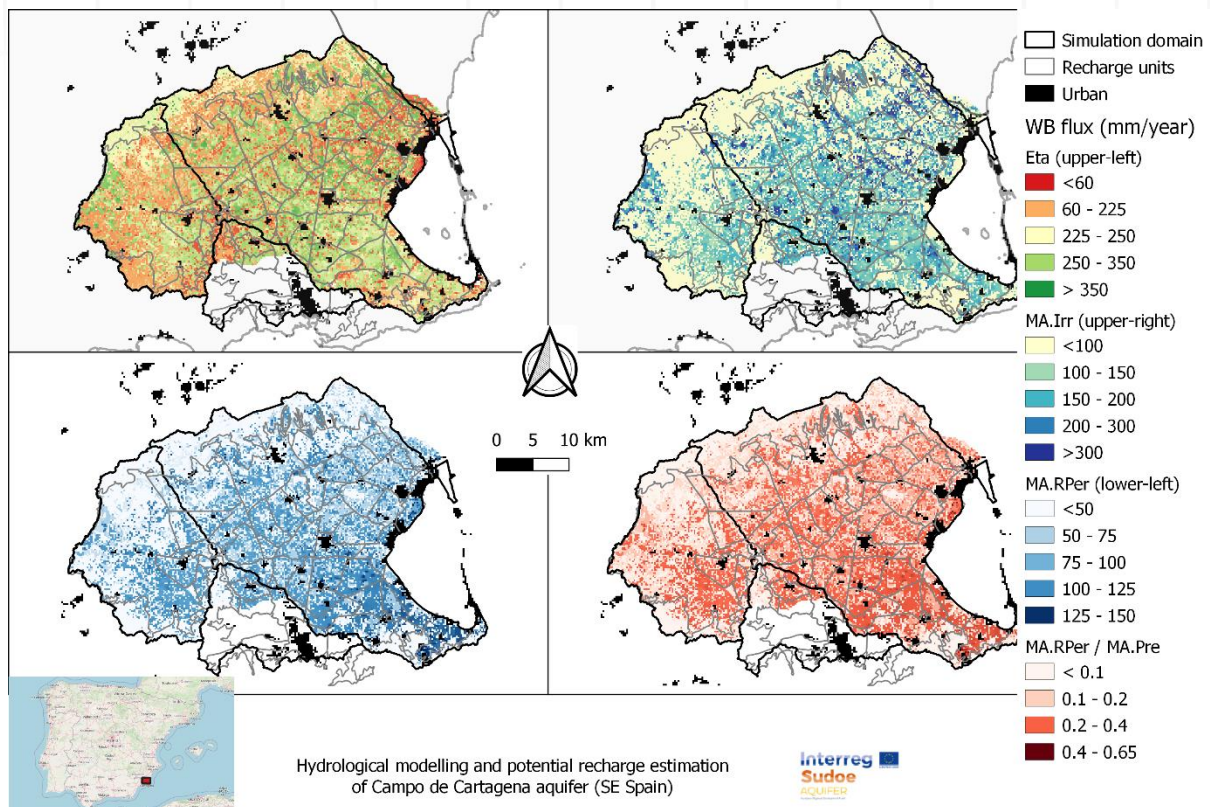 Simulation domain
Recharge units
Urban
WB flux (mm/year)
Eta (upper-left)
<60
60 - 225
225 - 250
250 - 350
> 350
MA.Irr (upper-right)
<100
100 - 150
150 - 200
200 - 300
>300
MA.RPer (lower-left)
<50
50 - 75
75 - 100
100 - 125
125 - 150
MA.RPer / MA.Pre
< 0.1
0.1 - 0.2
0.2 - 0.4
0.4 - 0.65
0 5 10 km
Hydrological modelling and potential recharge estimation
of Campo de Cartagena aquifer (SE Spain)
Interreg
Sudoe
AQUIFER